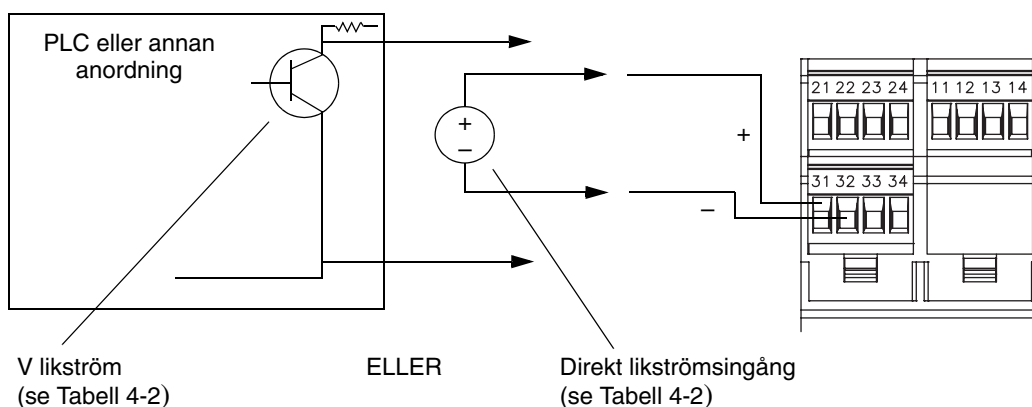 PLC eller annan
anordning
+
–
+
–
21 22 23 24
11 12 13 14
31 32 33 34
V likström
(se Tabell 4-2)
ELLER
Direkt likströmsingång
(se Tabell 4-2)